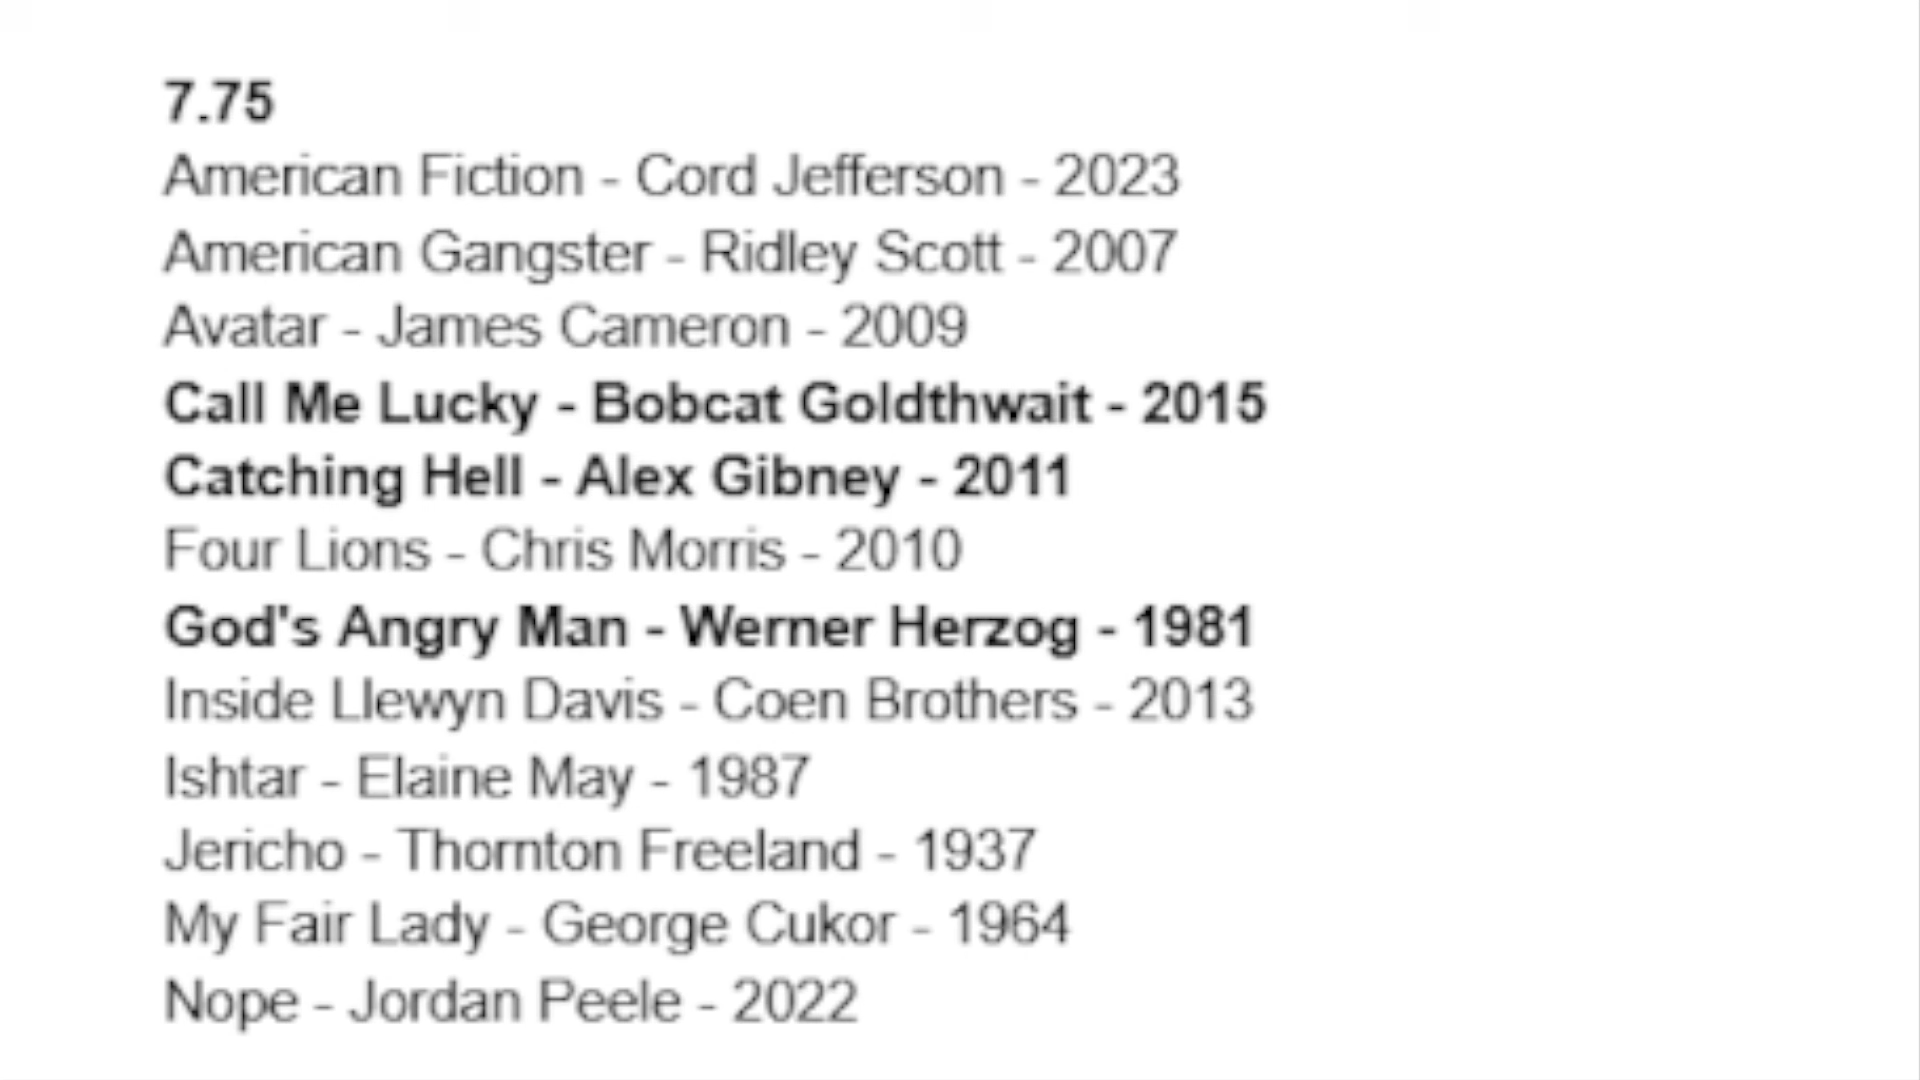 7.75
American Fiction - Cord Jefferson - 2023
American Gangster - Ridley Scott - 2007
Avatar - James Cameron - 2009
Call Me Lucky - Bobcat Goldthwait - 2015
Catching Hell - Alex Gibney - 2011
Four Lions - Chris Morris - 2010
God's Angry Man - Werner Herzog - 1981
Inside Llewyn Davis - Coen Brothers - 2013
Ishtar - Elaine May - 1987
Jericho - Thornton Freeland - 1937
My Fair Lady - George Cukor - 1964
Nope - Jordan Peele - 2022